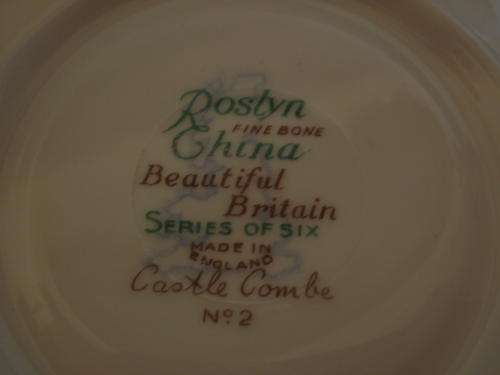 Roslyn
FINE BONE
China
Beautiful
Britain
SERIES OF SIX
MADE IN
ENGLAND
Castle Combe
No. 2